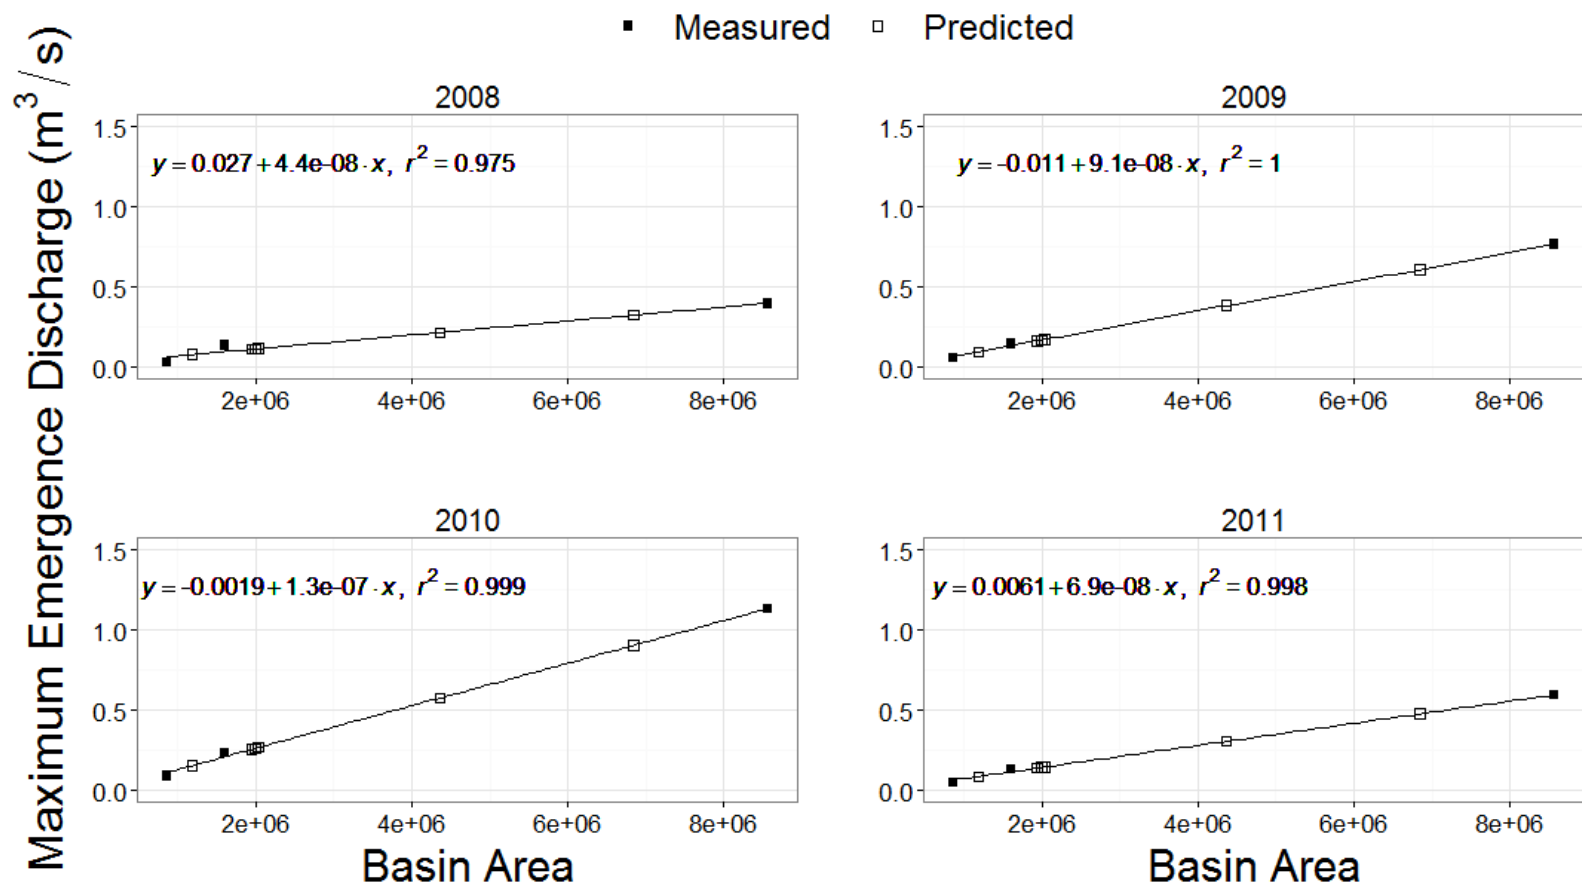 Measured Predicted
Maximum Emergence Discharge (m³/s)
2008
1.5
1.0
0.5
0.0
y = 0.027 + 4.4e-08 · x, r² = 0.975
2e+06 4e+06 6e+06 8e+06
2009
1.5
1.0
0.5
0.0
y = -0.011 + 9.1e-08 · x, r² = 1
2e+06 4e+06 6e+06 8e+06
2010
1.5
1.0
0.5
0.0
y = -0.0019 + 1.3e-07 · x, r² = 0.999
2e+06 4e+06 6e+06 8e+06
Basin Area
2011
1.5
1.0
0.5
0.0
y = 0.0061 + 6.9e-08 · x, r² = 0.998
2e+06 4e+06 6e+06 8e+06
Basin Area